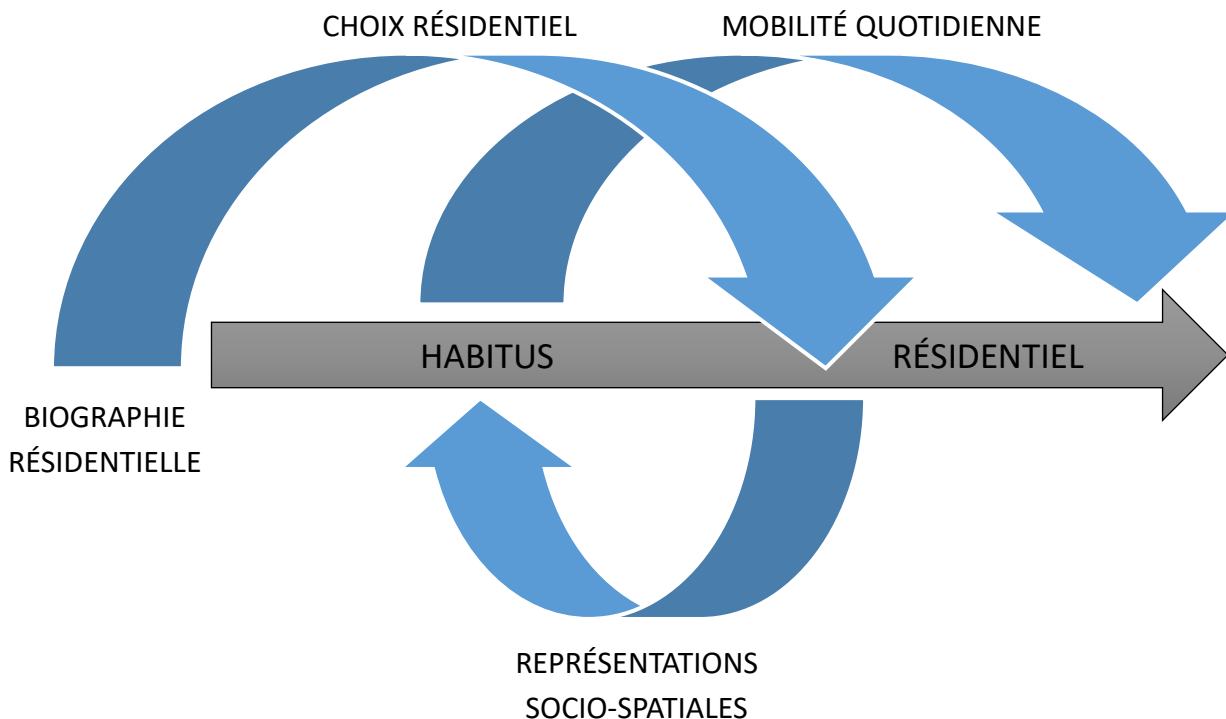 CHOIX RÉSIDENTIEL
MOBILITÉ QUOTIDIENNE
HABITUS
RÉSIDENTIEL
BIOGRAPHIE
RÉSIDENTIELLE
REPRÉSENTATIONS
SOCIO-SPATIALES